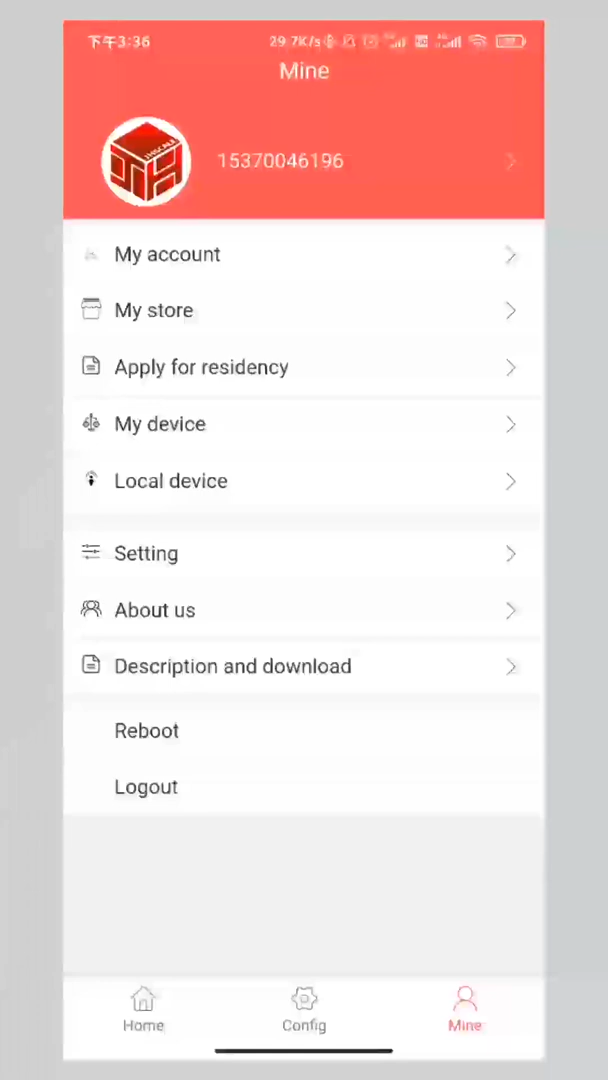 下午3:36
29.7K/s
Mine
15370046196
My account
My store
Apply for residency
My device
Local device
Setting
About us
Description and download
Reboot
Logout
Home
Config
Mine